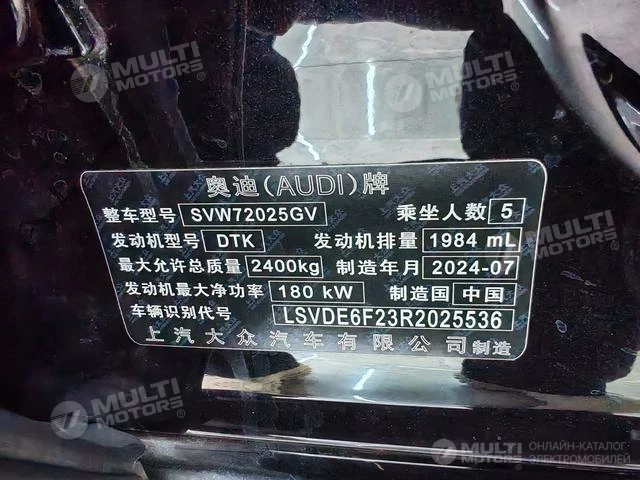 MULTI MOTORS®
MULTI MOTORS®
奥迪(AUDI)牌
整车型号 SVW72025GV 乘坐人数 5
发动机型号 DTK 发动机排量 1984 mL
最大允许总质量 2400kg 制造年月 2024-07
发动机最大净功率 180 kW 制造国 中国
车辆识别代号 LSVDE6F23R2025536
上汽大众汽车有限公司 制造
MULTI MOTORS®
MULTI MOTORS
ОНЛАЙН-КАТАЛОГ
ЭЛЕКТРОМОБИЛЕЙ